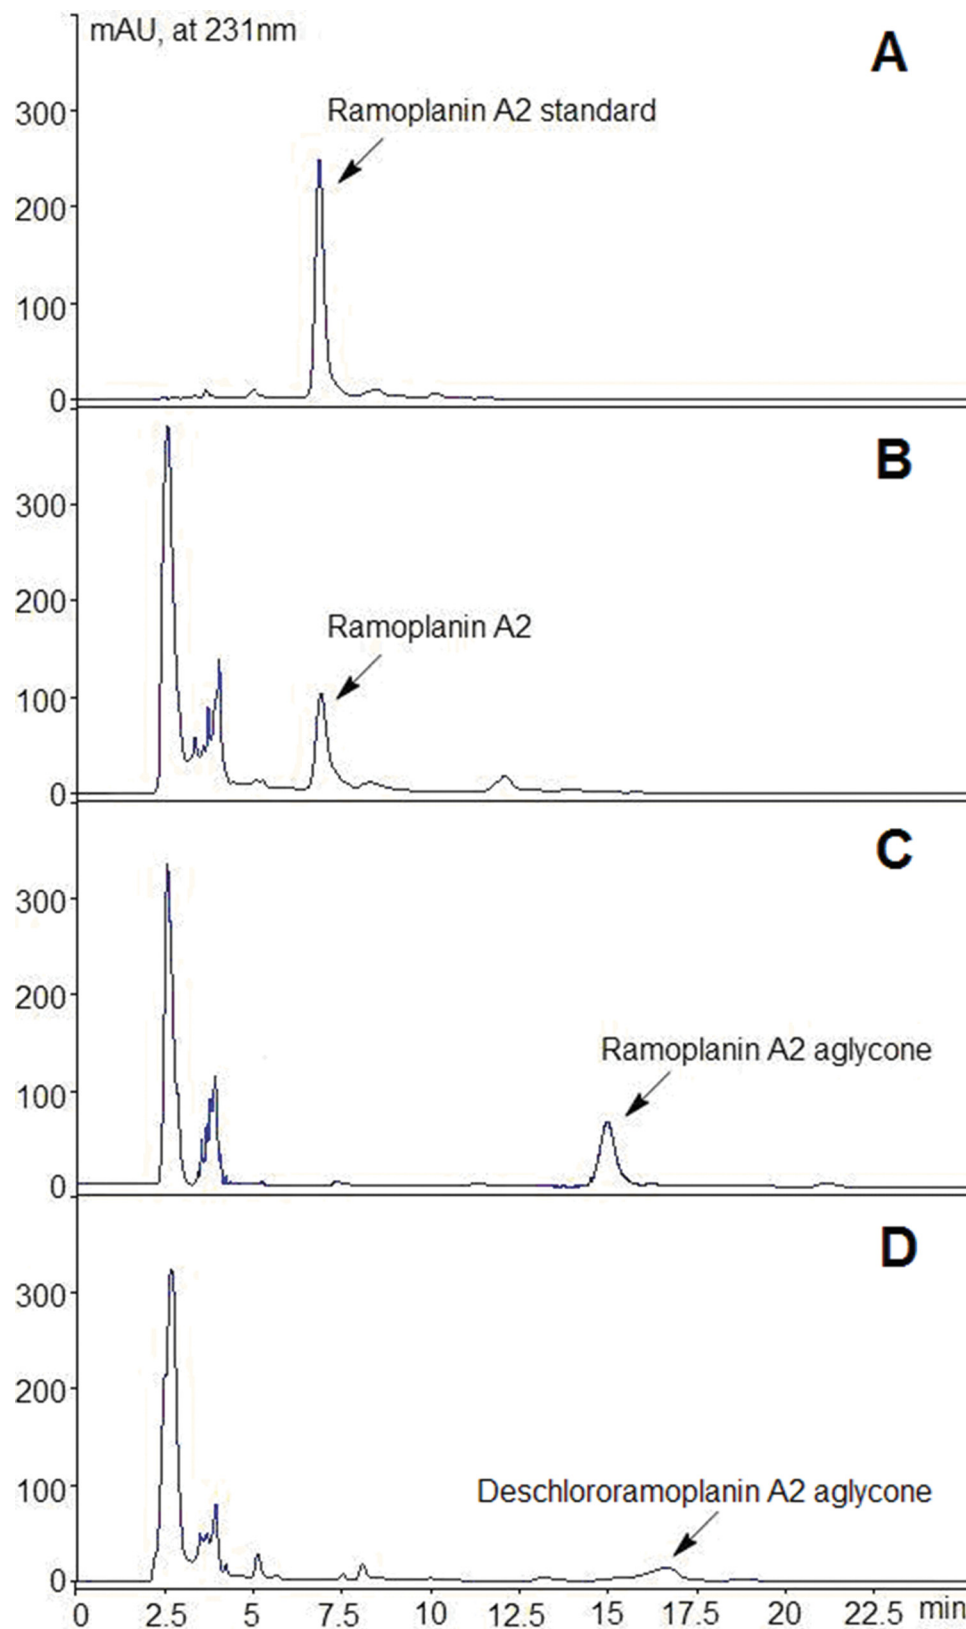 mAU, at 231nm
A
Ramoplanin A2 standard
300
200
100
0
B
300
Ramoplanin A2
200
100
0
C
300
200
Ramoplanin A2 aglycone
100
0
D
300
200
Deschlororamoplanin A2 aglycone
100
0
0 2.5 5 7.5 10 12.5 15 17.5 20 22.5 min